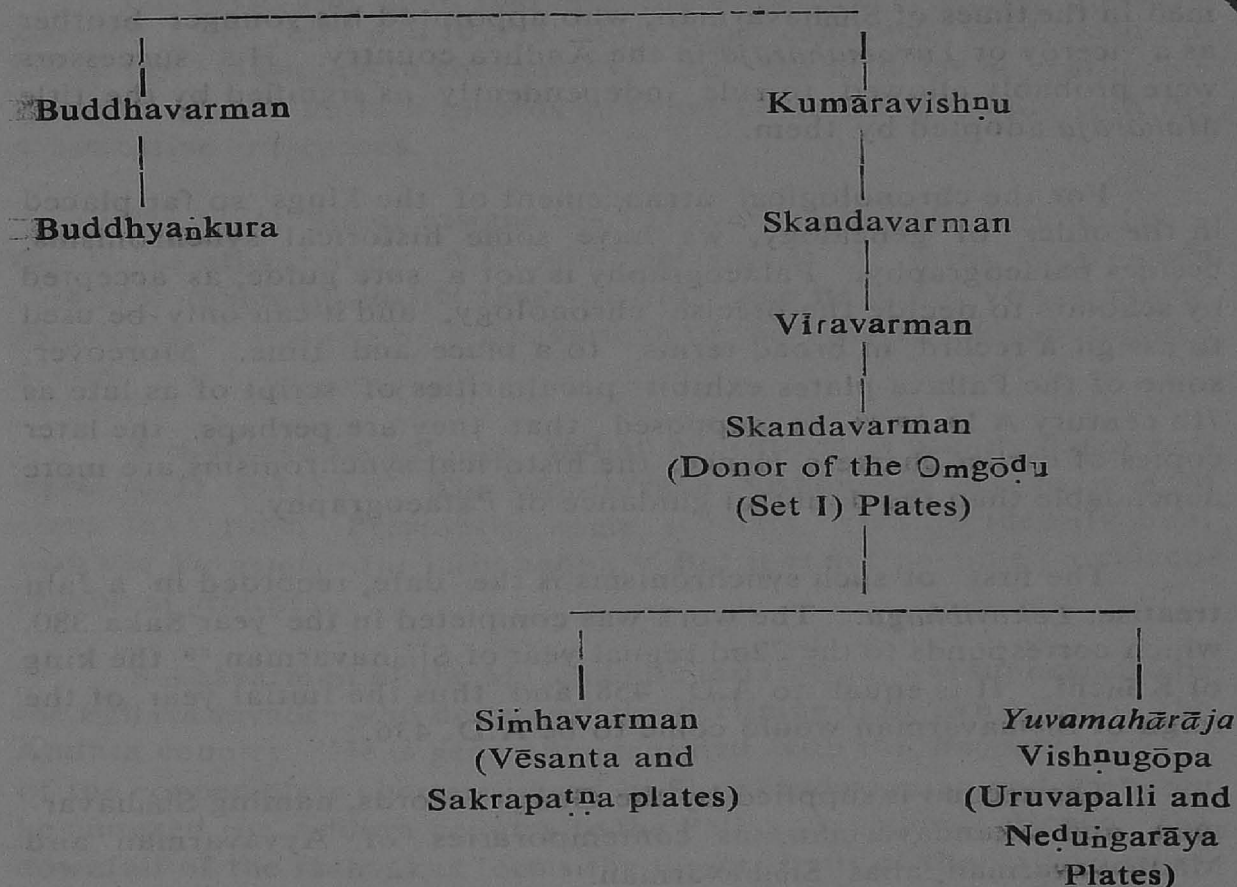 Buddhavarman Kumāravishṇu
Buddhyaṅkura Skandavarman
Vīravarman
Skandavarman
(Donor of the Omgōḍu
(Set I) Plates)
Siṁhavarman
(Vēsanta and
Sakrapaṭṇa plates)
Yuvamahārāja
Vishṇugōpa
(Uruvapalli and
Neḍuṅgarāya
Plates)